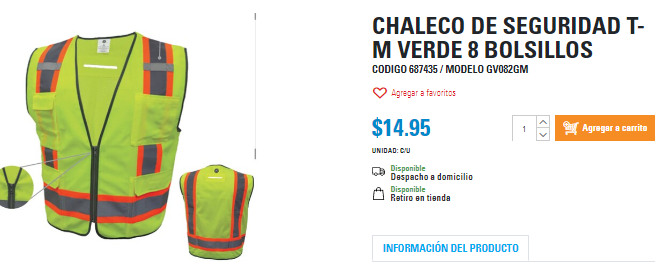 CHALECO DE SEGURIDAD T-
M VERDE 8 BOLSILLOS
CODIGO 687435 / MODELO GV082GM
Agregar a favoritos
$14.95
1
Agregar a carrito
UNIDAD: C/U
Disponible
Despacho a domicilio
Disponible
Retiro en tienda
INFORMACIÓN DEL PRODUCTO